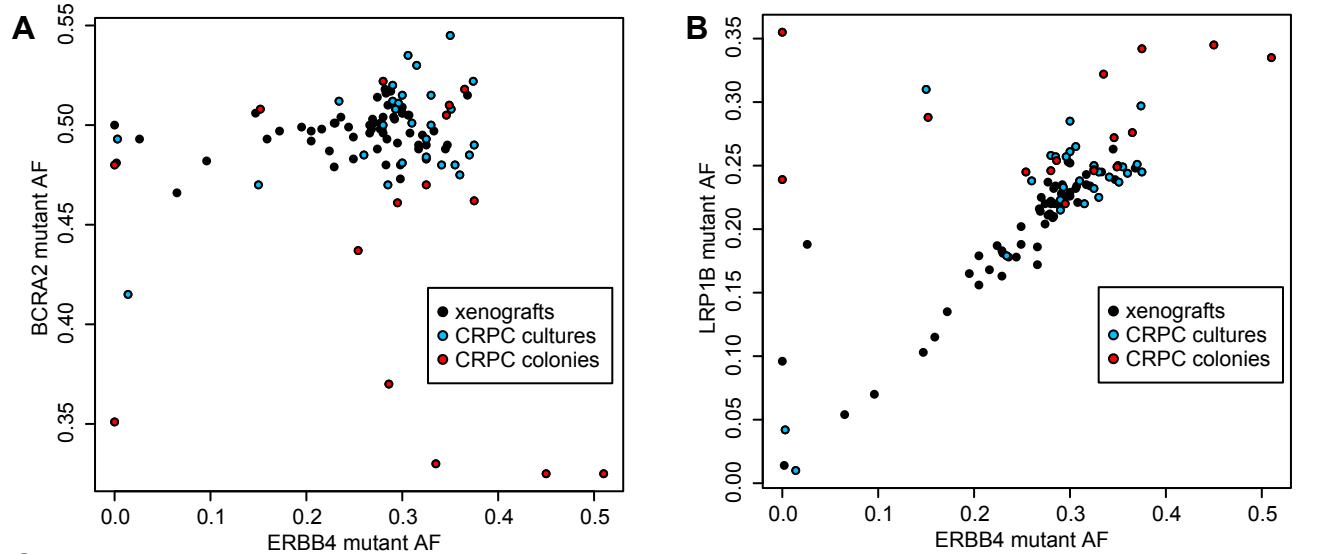 A
BCRA2 mutant AF
0.55
0.50
0.45
0.40
0.35
xenografts
CRPC cultures
CRPC colonies
0.0 0.1 0.2 0.3 0.4 0.5
ERBB4 mutant AF
B
LRP1B mutant AF
0.35
0.30
0.25
0.20
0.15
0.10
0.05
0.00
xenografts
CRPC cultures
CRPC colonies
0.0 0.1 0.2 0.3 0.4 0.5
ERBB4 mutant AF